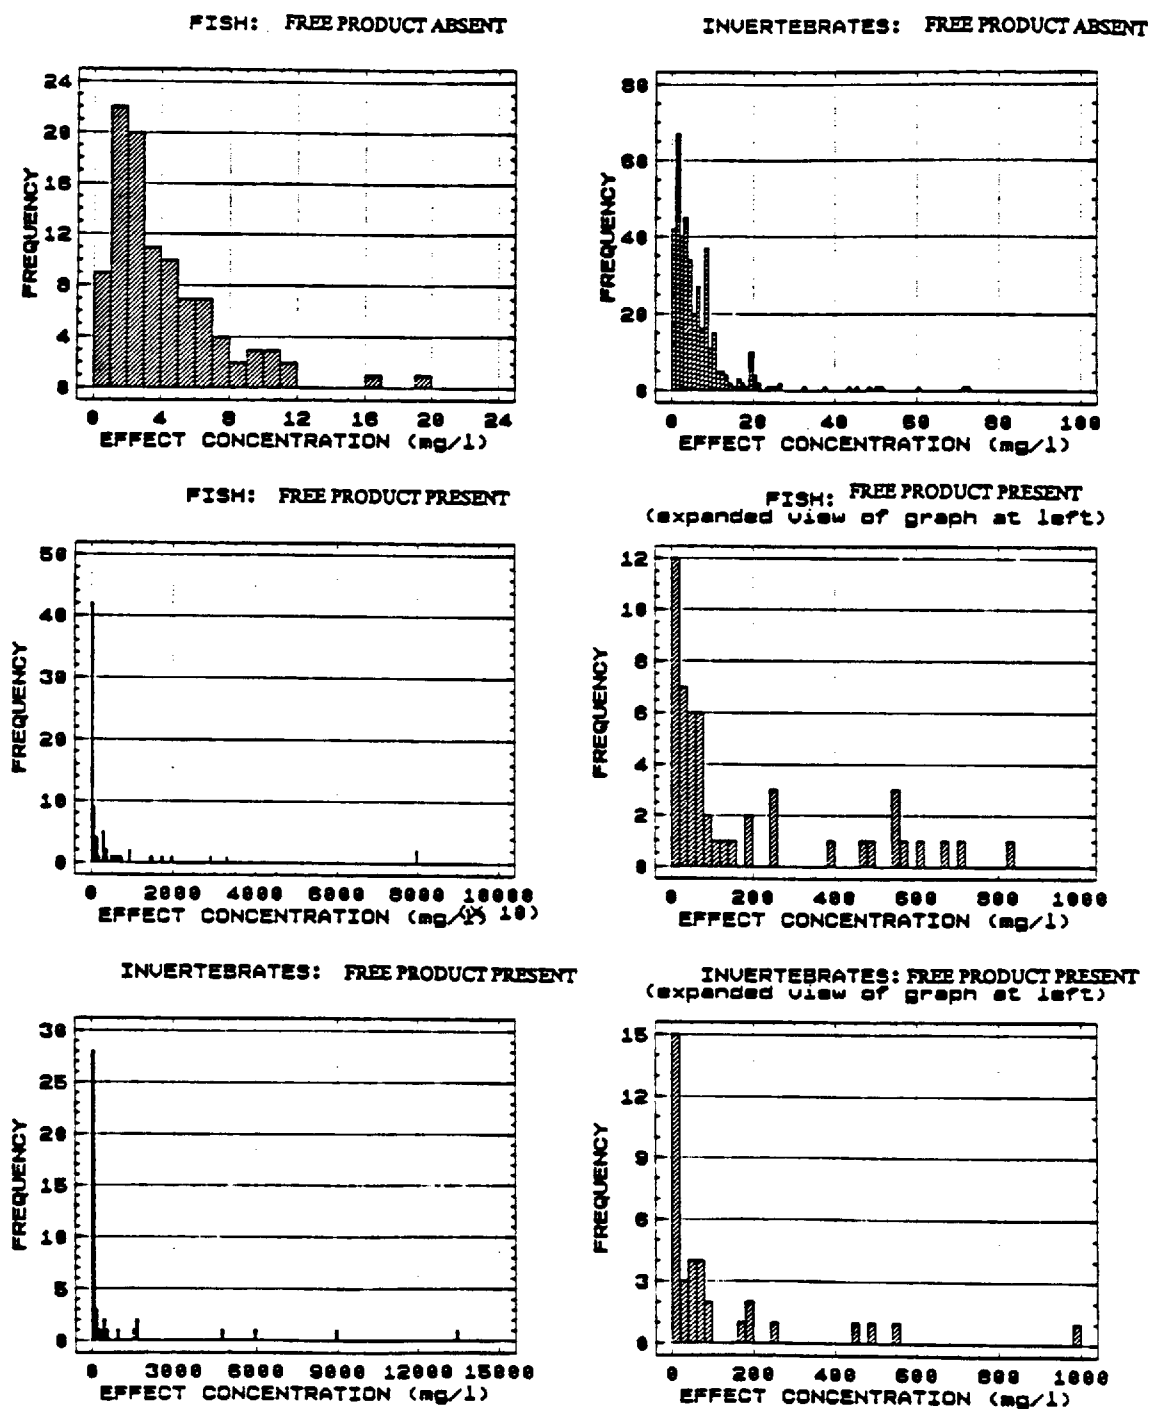 FISH: FREE PRODUCT ABSENT
24
20
16
12
8
4
0
FREQUENCY
0 4 8 12 16 20 24
EFFECT CONCENTRATION (mg/l)
INVERTEBRATES: FREE PRODUCT ABSENT
80
60
40
20
0
FREQUENCY
0 20 40 60 80 100
EFFECT CONCENTRATION (mg/l)
FISH: FREE PRODUCT PRESENT
50
40
30
20
10
0
FREQUENCY
0 2000 4000 6000 8000 10000
EFFECT CONCENTRATION (mg/l) (X 10)
FISH: FREE PRODUCT PRESENT
(expanded view of graph at left)
12
10
8
6
4
2
0
FREQUENCY
0 200 400 600 800 1000
EFFECT CONCENTRATION (mg/l)
INVERTEBRATES: FREE PRODUCT PRESENT
30
25
20
15
10
5
0
FREQUENCY
0 3000 6000 9000 12000 15000
EFFECT CONCENTRATION (mg/l)
INVERTEBRATES: FREE PRODUCT PRESENT
(expanded view of graph at left)
15
12
9
6
3
0
FREQUENCY
0 200 400 600 800 1000
EFFECT CONCENTRATION (mg/l)